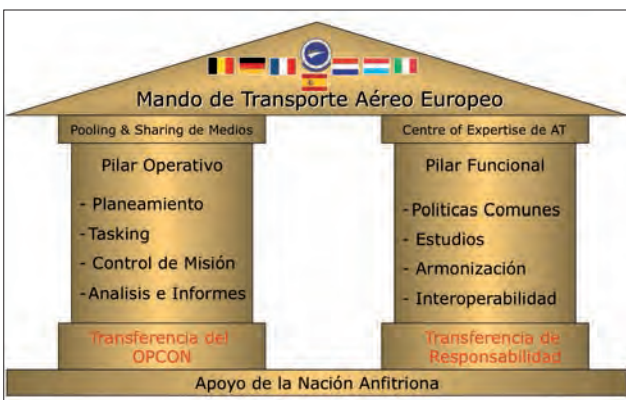 Mando de Transporte Aéreo Europeo
Pooling & Sharing de Medios
Pilar Operativo
- Planeamiento
-Tasking
- Control de Misión
-Analisis e Informes
Transferencia del
OPCON
Centre of Expertise de AT
Pilar Funcional
-Politicas Comunes
- Estudios
- Armonización
- Interoperabilidad
Transferencia de
Responsabilidad
Apoyo de la Nación Anfitriona